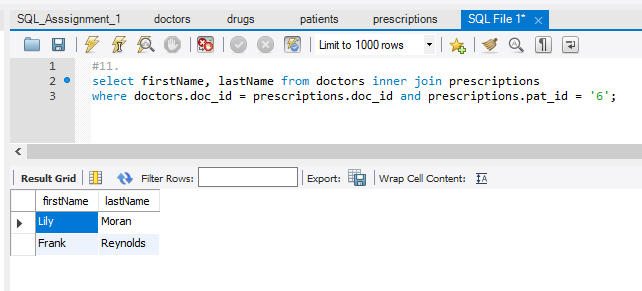 SQL_Asssignment_1 doctors drugs patients prescriptions SQL File 1* ×
Limit to 1000 rows
1 #11.
2 select firstName, lastName from doctors inner join prescriptions
3 where doctors.doc_id = prescriptions.doc_id and prescriptions.pat_id = '6';
Result Grid Filter Rows: Export: Wrap Cell Content: IA
firstName lastName
Lily Moran
Frank Reynolds